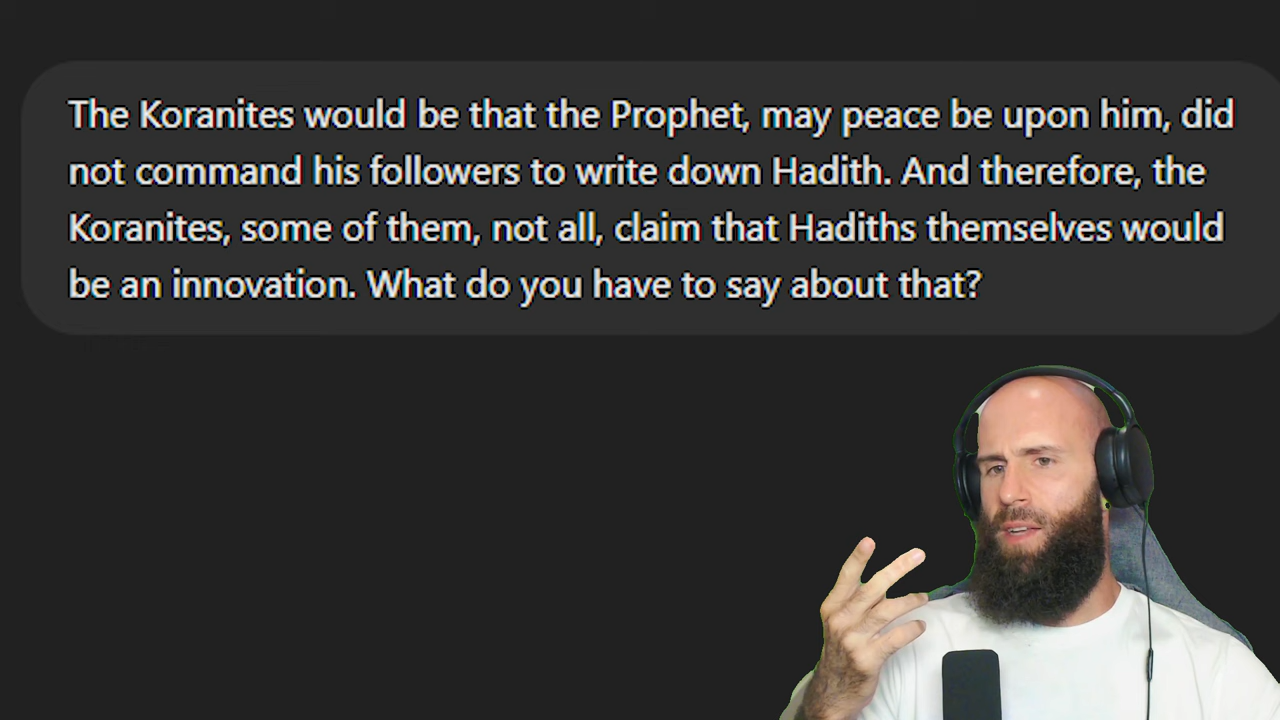 The Koranites would be that the Prophet, may peace be upon him, did
not command his followers to write down Hadith. And therefore, the
Koranites, some of them, not all, claim that Hadiths themselves would
be an innovation. What do you have to say about that?